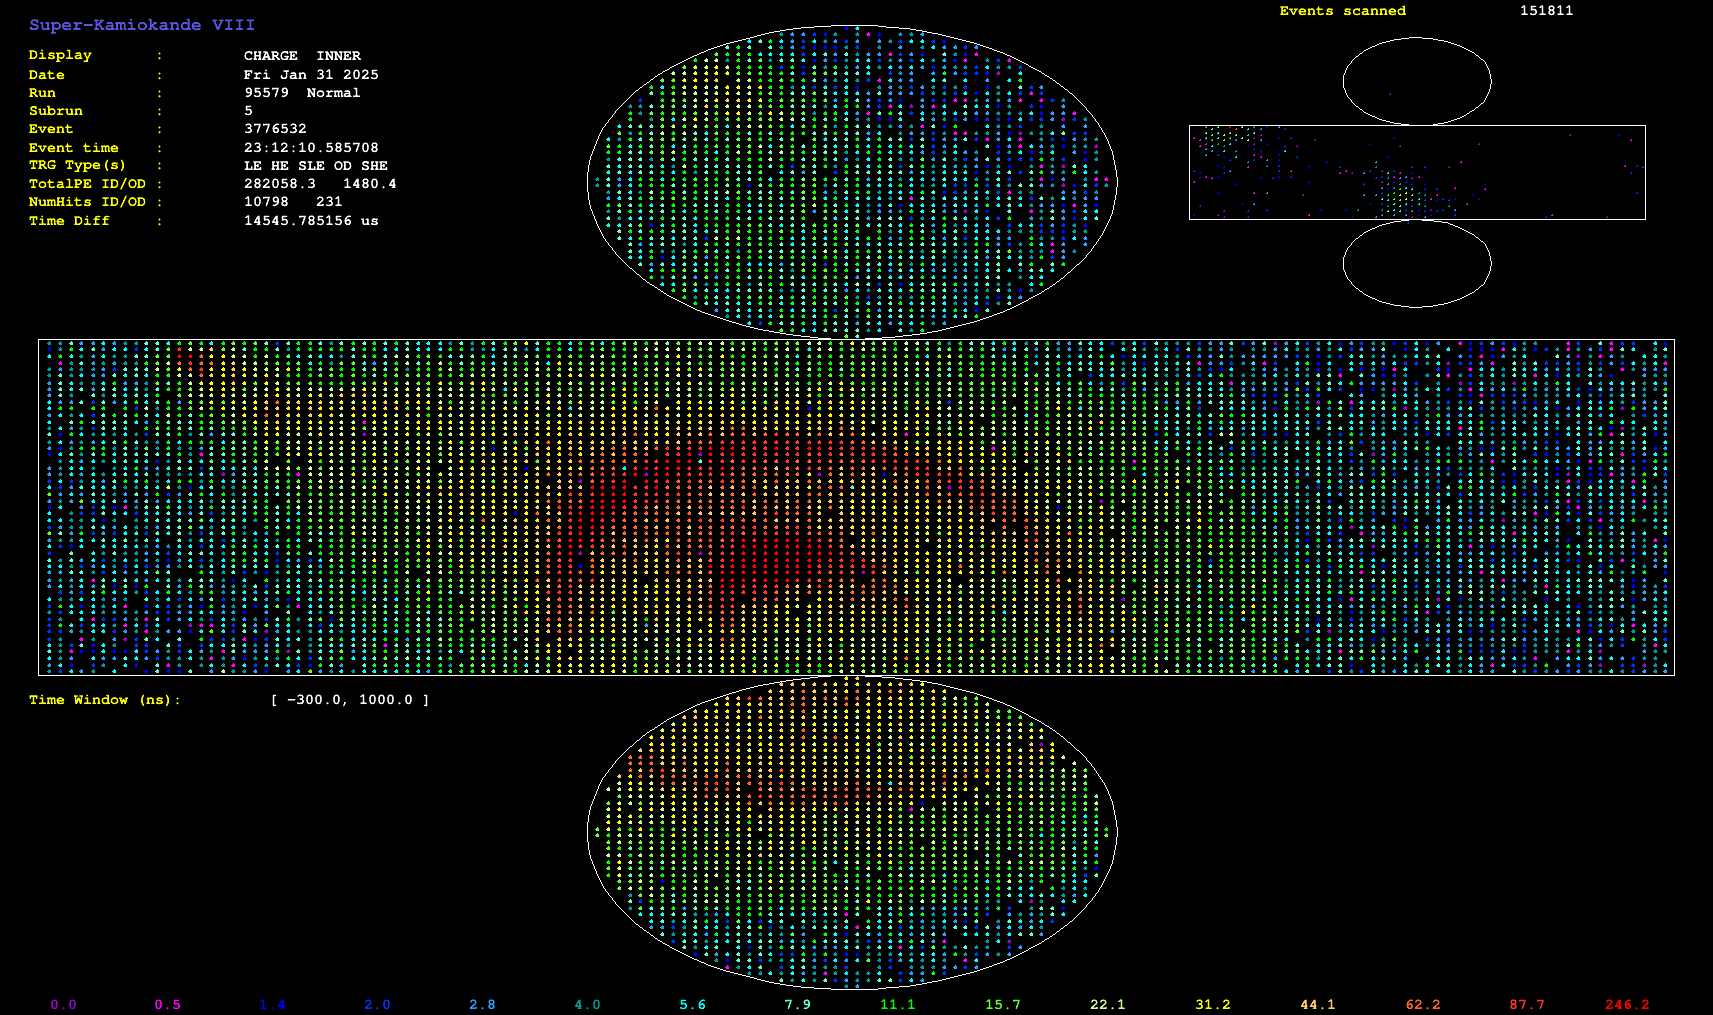 Super-Kamiokande VIII
Events scanned 151811
Display : CHARGE INNER
Date : Fri Jan 31 2025
Run : 95579 Normal
Subrun : 5
Event : 3776532
Event time : 23:12:10.585708
TRG Type(s) : LE HE SLE OD SHE
TotalPE ID/OD : 282058.3 1480.4
NumHits ID/OD : 10798 231
Time Diff : 14545.785156 us
Time Window (ns): [ -300.0, 1000.0 ]
0.0 0.5 1.4 2.0 2.8 4.0 5.6 7.9 11.1 15.7 22.1 31.2 44.1 62.2 87.7 246.2